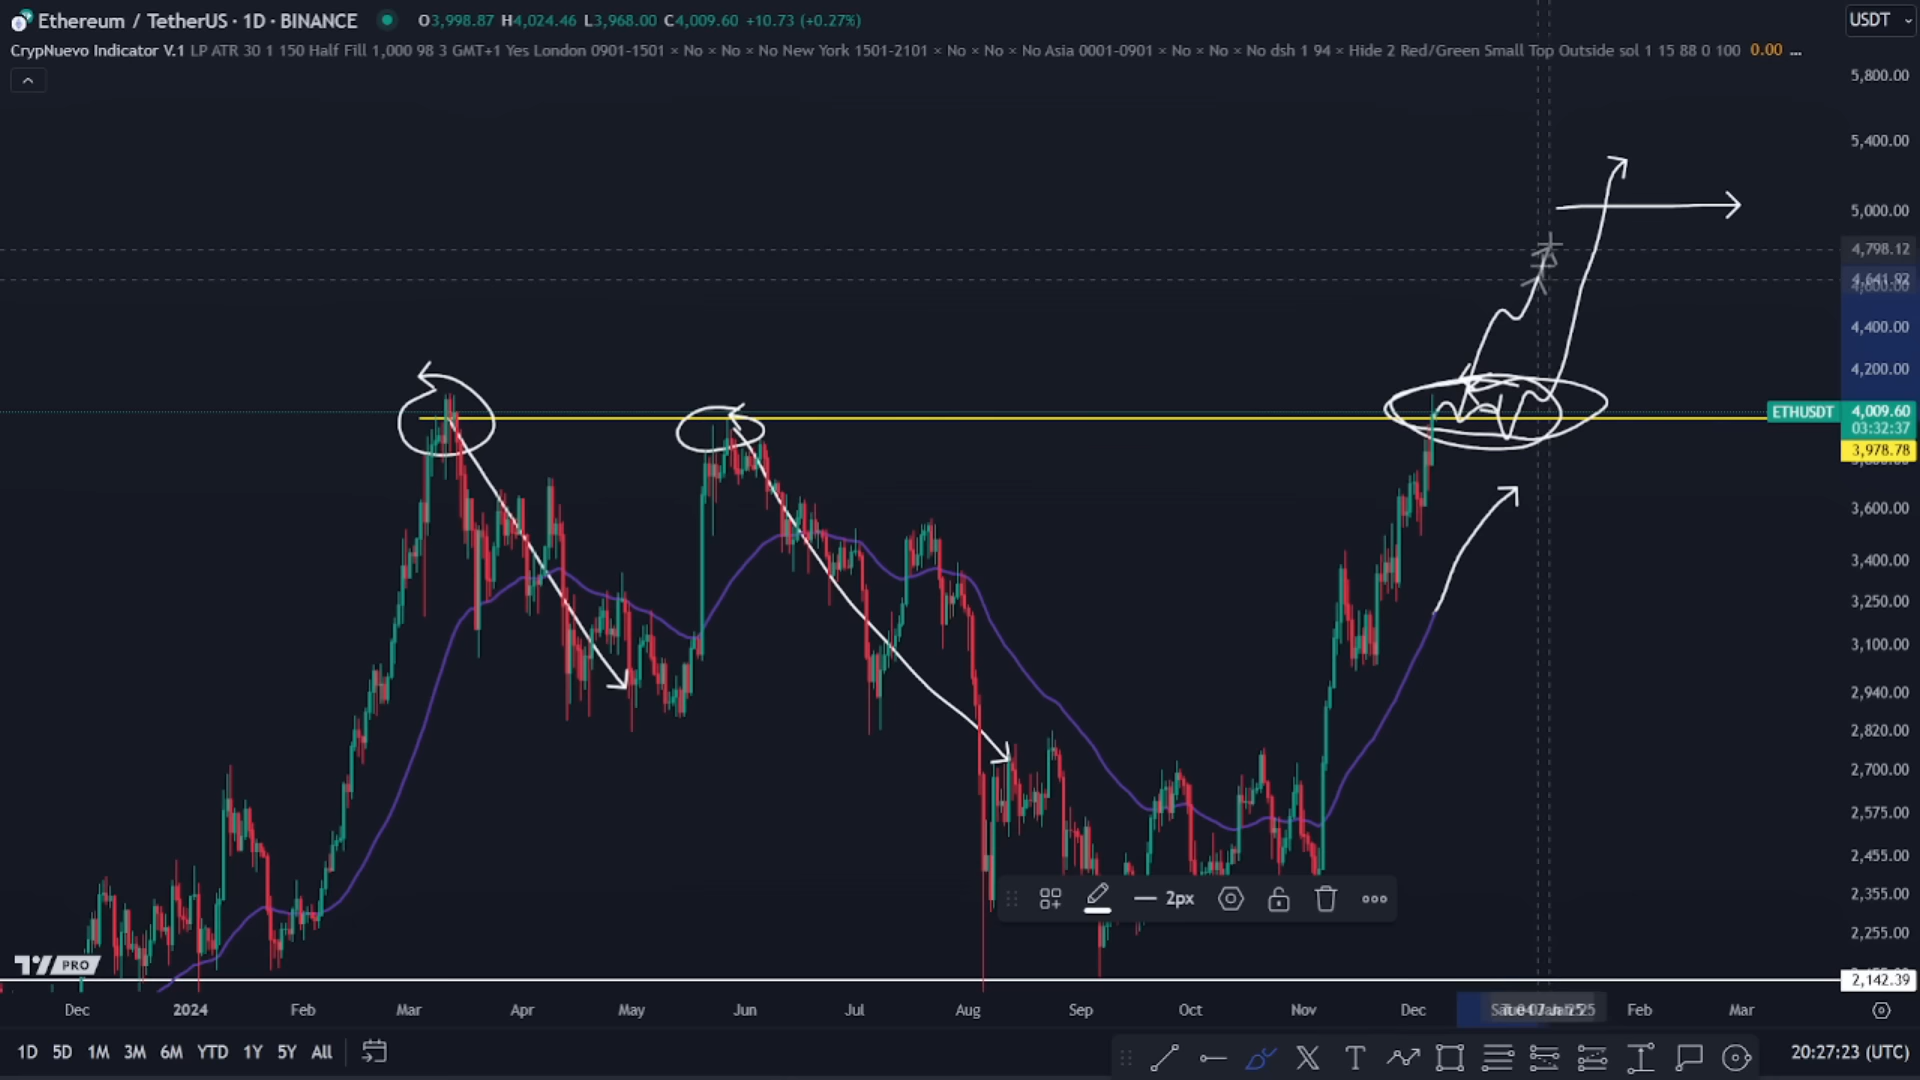 Ethereum / TetherUS · 1D · BINANCE O3,998.87 H4,024.46 L3,968.00 C4,009.60 +10.73 (+0.27%)
USDT
CrypNuevo Indicator V.1 LP ATR 30 1 150 Half Fill 1,000 98 3 GMT+1 Yes London 0901-1501 × No × No × No New York 1501-2101 × No × No × No Asia 0001-0901 × No × No × No dsh 1 94 × Hide 2 Red/Green Small Top Outside sol 1 15 88 0 100 0.00 ...
5,800.00
5,400.00
5,000.00
4,798.12
4,641.92
4,400.00
4,200.00
ETHUSDT 4,009.60
03:32:37
3,978.78
3,600.00
3,400.00
3,250.00
3,100.00
2,940.00
2,820.00
2,700.00
2,575.00
2,455.00
2,355.00
2px
2,255.00
TV PRO
2,142.39
Dec 2024 Feb Mar Apr May Jun Jul Aug Sep Oct Nov Dec Feb Mar
1D 5D 1M 3M 6M YTD 1Y 5Y All
20:27:23 (UTC)